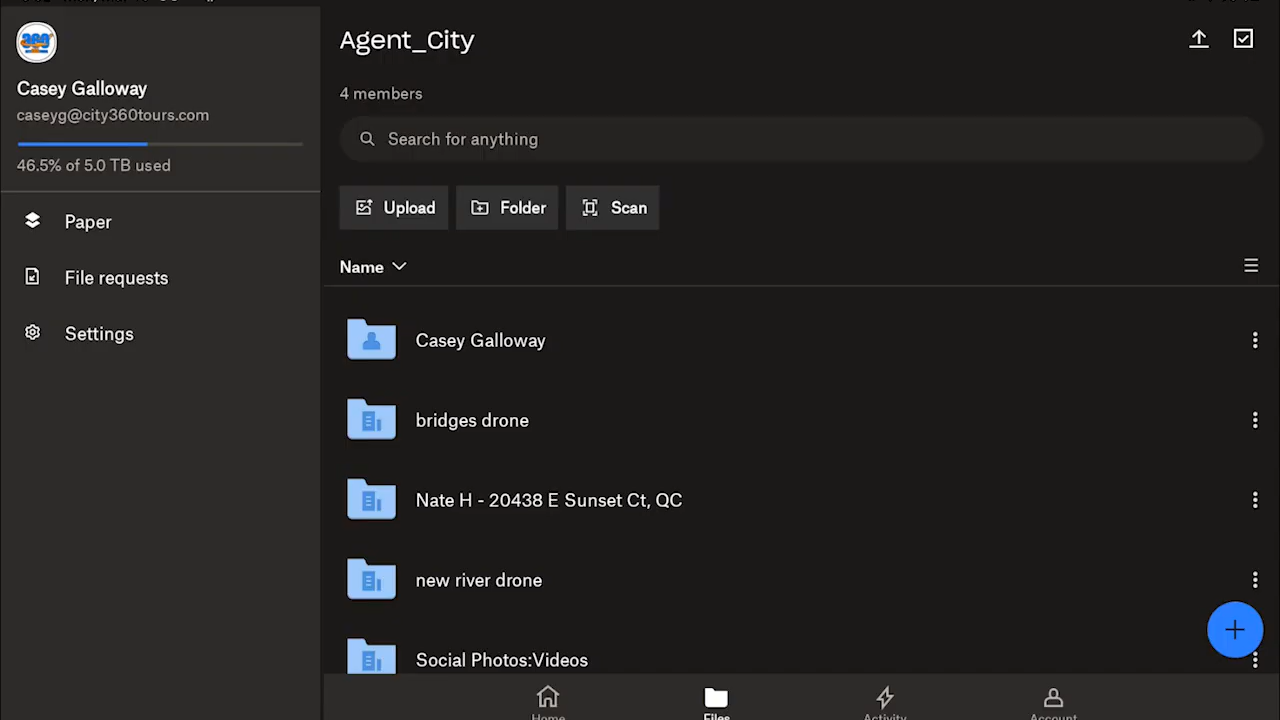 Casey Galloway
caseyg@city360tours.com
46.5% of 5.0 TB used
Paper
File requests
Settings
Agent_City
4 members
Search for anything
Upload
Folder
Scan
Name
Casey Galloway
bridges drone
Nate H - 20438 E Sunset Ct, QC
new river drone
Social Photos:Videos
Home
Files
Activity
Account